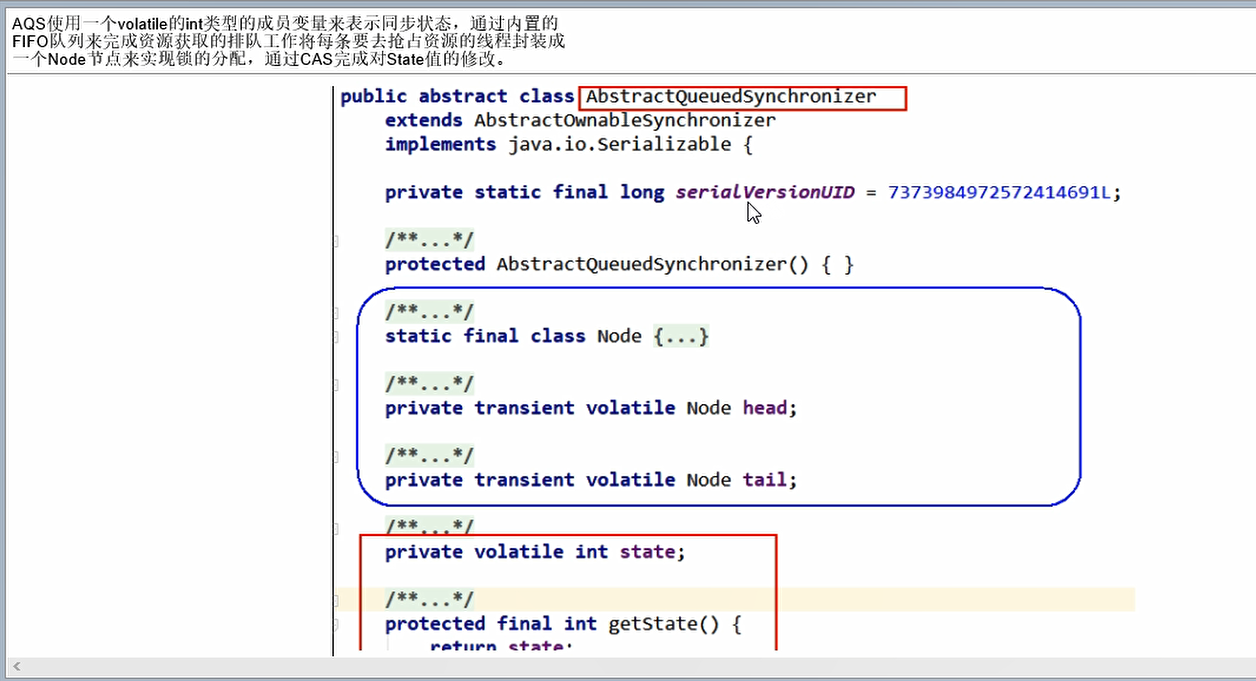 AQS使用一个volatile的int类型的成员变量来表示同步状态，通过内置的
FIFO队列来完成资源获取的排队工作将每条要去抢占资源的线程封装成
一个Node节点来实现锁的分配，通过CAS完成对State值的修改。
public abstract class AbstractQueuedSynchronizer
extends AbstractOwnableSynchronizer
implements java.io.Serializable {
private static final long serialVersionUID = 7373984972572414691L;
/**...*/
protected AbstractQueuedSynchronizer() { }
/**...*/
static final class Node {...}
/**...*/
private transient volatile Node head;
/**...*/
private transient volatile Node tail;
/**...*/
private volatile int state;
/**...*/
protected final int getState() {
return state;